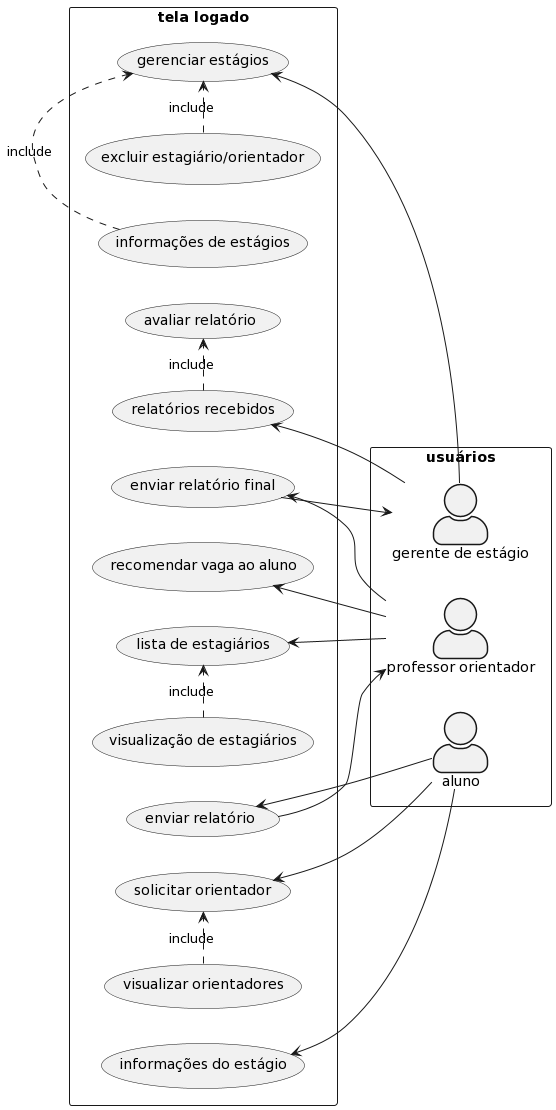 tela logado
gerenciar estágios
include
include
excluir estagiário/orientador
informações de estágios
avaliar relatório
include
relatórios recebidos
usuários
enviar relatório final
gerente de estágio
recomendar vaga ao aluno
lista de estagiários
professor orientador
include
visualização de estagiários
aluno
enviar relatório
solicitar orientador
include
visualizar orientadores
informações do estágio